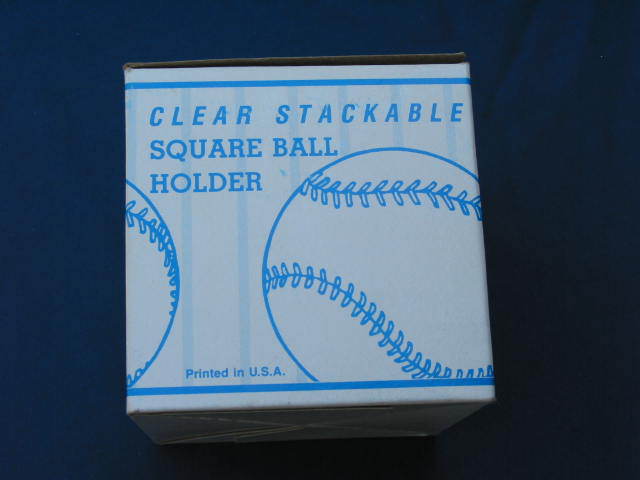 CLEAR STACKABLE
SQUARE BALL
HOLDER
Printed in U.S.A.